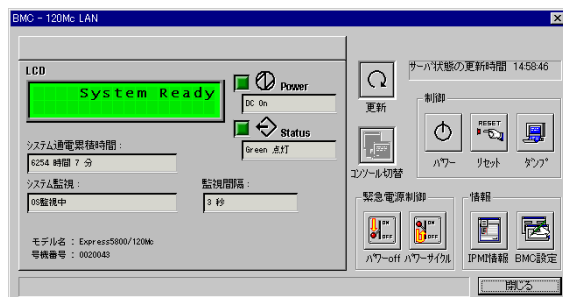 BMC - 120Mc LAN
LCD
System Ready
Power
DC On
Status
Green 点灯
システム通電累積時間：
6254 時間 7 分
システム監視：
OS監視中
監視間隔：
3 秒
モデル名 ： Express5800/120Mc
号機番号 ： 0020043
サーバ状態の更新時間 14:58:46
更新
コンソール切替
制御
RESET
パワー
リセット
ダンプ
緊急電源制御
ON
OFF
ON
OFF
パワーoff
パワーサイクル
情報
IPMI情報
BMC設定
閉じる